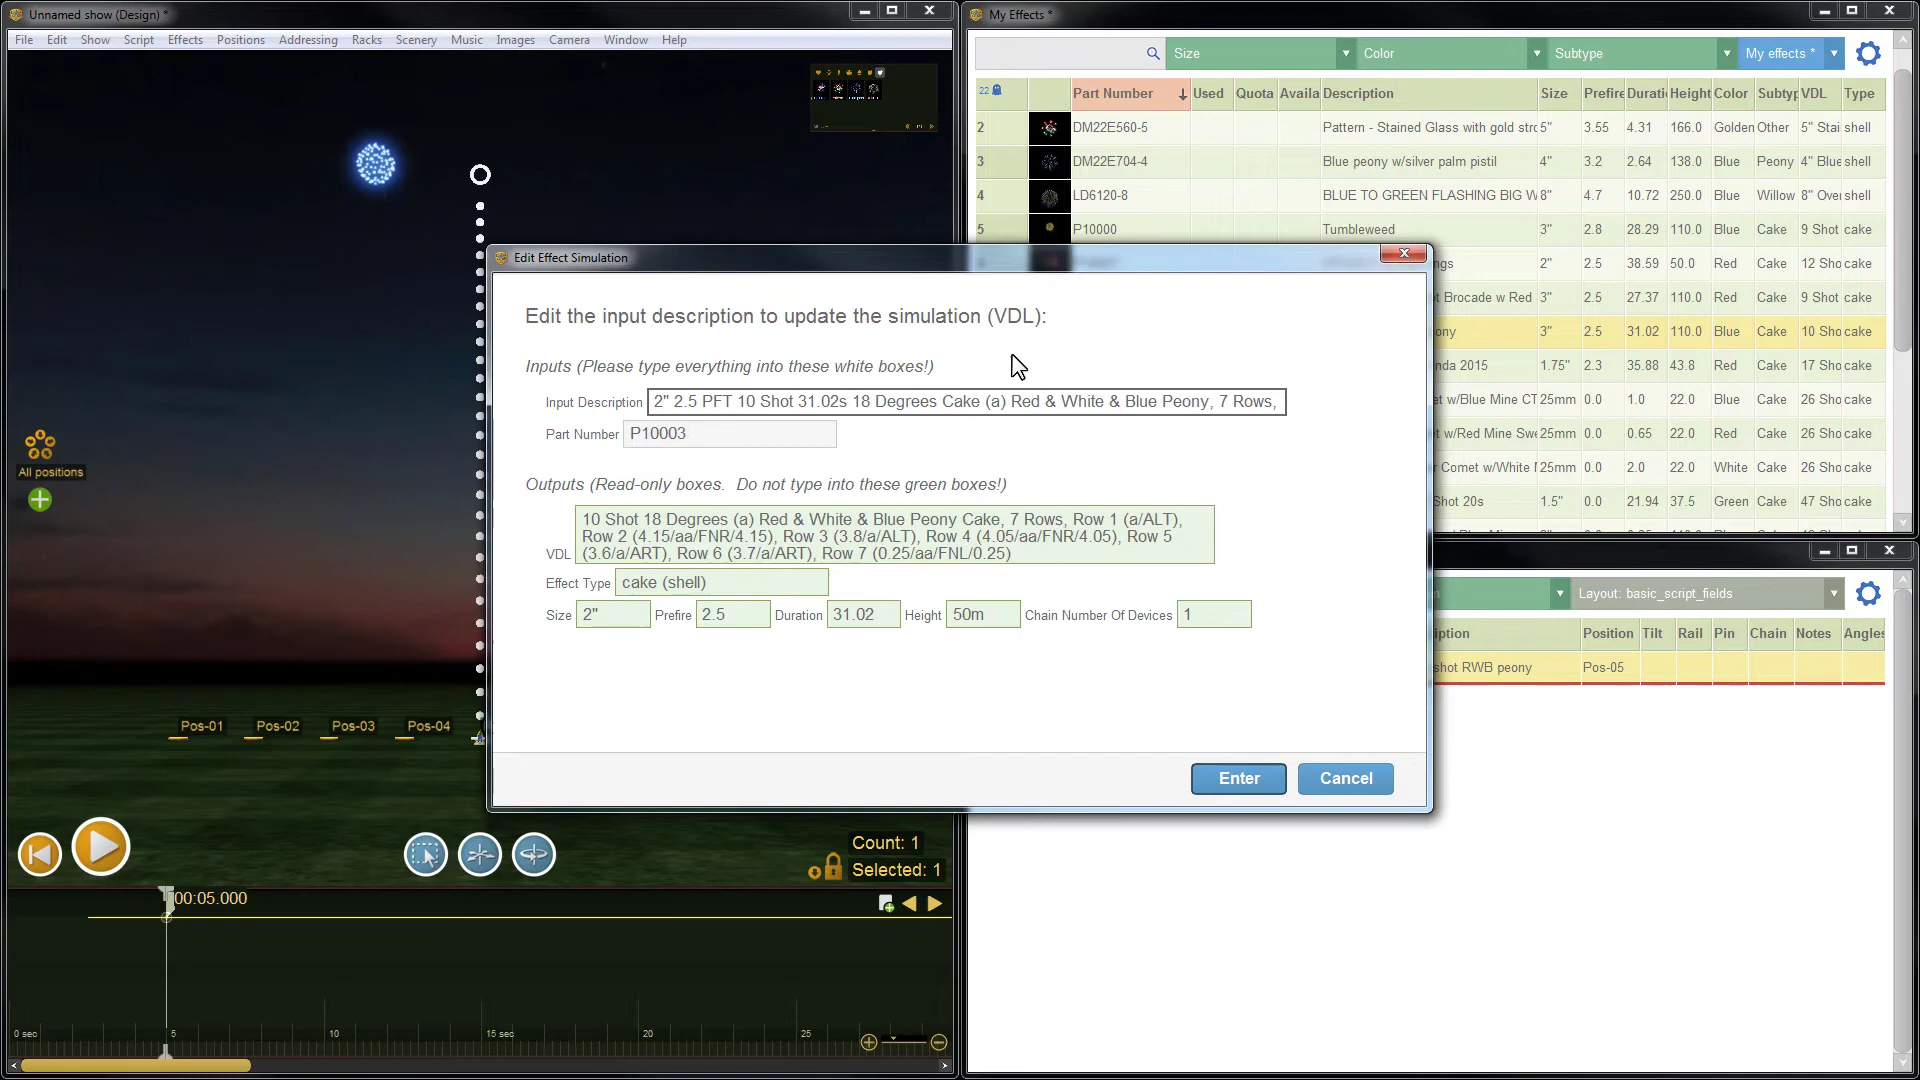 Unnamed show (Design) *
File Edit Show Script Effects Positions Addressing Racks Scenery Music Images Camera Window Help
All positions
Pos-01 Pos-02 Pos-03 Pos-04
Count: 1
Selected: 1
00:05.000
0 sec 5 10 15 sec 20 25
My Effects *
Size Color Subtype My effects *
22 Part Number Used Quota Availa Description Size Prefire Duratio Height Color Subtyp VDL Type
2 DM22E560-5 Pattern - Stained Glass with gold stro 5" 3.55 4.31 166.0 Golden Other 5" Stai shell
3 DM22E704-4 Blue peony w/silver palm pistil 4" 3.2 2.64 138.0 Blue Peony 4" Blue shell
4 LD6120-8 BLUE TO GREEN FLASHING BIG W 8" 4.7 10.72 250.0 Blue Willow 8" Ove shell
5 P10000 Tumbleweed 3" 2.8 28.29 110.0 Blue Cake 9 Shot cake
ngs 2" 2.5 38.59 50.0 Red Cake 12 Sho cake
t Brocade w Red 3" 2.5 27.37 110.0 Red Cake 9 Shot cake
ony 3" 2.5 31.02 110.0 Blue Cake 10 Sho cake
nda 2015 1.75" 2.3 35.88 43.8 Red Cake 17 Sho cake
et w/Blue Mine CT 25mm 0.0 1.0 22.0 Blue Cake 26 Sho cake
et w/Red Mine Swe 25mm 0.0 0.65 22.0 Red Cake 26 Sho cake
r Comet w/White 25mm 0.0 2.0 22.0 White Cake 26 Sho cake
Shot 20s 1.5" 0.0 21.94 37.5 Green Cake 47 Sho cake
Edit Effect Simulation
Edit the input description to update the simulation (VDL):
Inputs (Please type everything into these white boxes!)
Input Description 2" 2.5 PFT 10 Shot 31.02s 18 Degrees Cake (a) Red & White & Blue Peony, 7 Rows,
Part Number P10003
Outputs (Read-only boxes. Do not type into these green boxes!)
VDL 10 Shot 18 Degrees (a) Red & White & Blue Peony Cake, 7 Rows, Row 1 (a/ALT),
Row 2 (4.15/aa/FNR/4.15), Row 3 (3.8/a/ALT), Row 4 (4.05/aa/FNR/4.05), Row 5
(3.6/a/ART), Row 6 (3.7/a/ART), Row 7 (0.25/aa/FNL/0.25)
Effect Type cake (shell)
Size 2" Prefire 2.5 Duration 31.02 Height 50m Chain Number Of Devices 1
Enter Cancel
Layout: basic_script_fields
iption Position Tilt Rail Pin Chain Notes Angles
shot RWB peony Pos-05